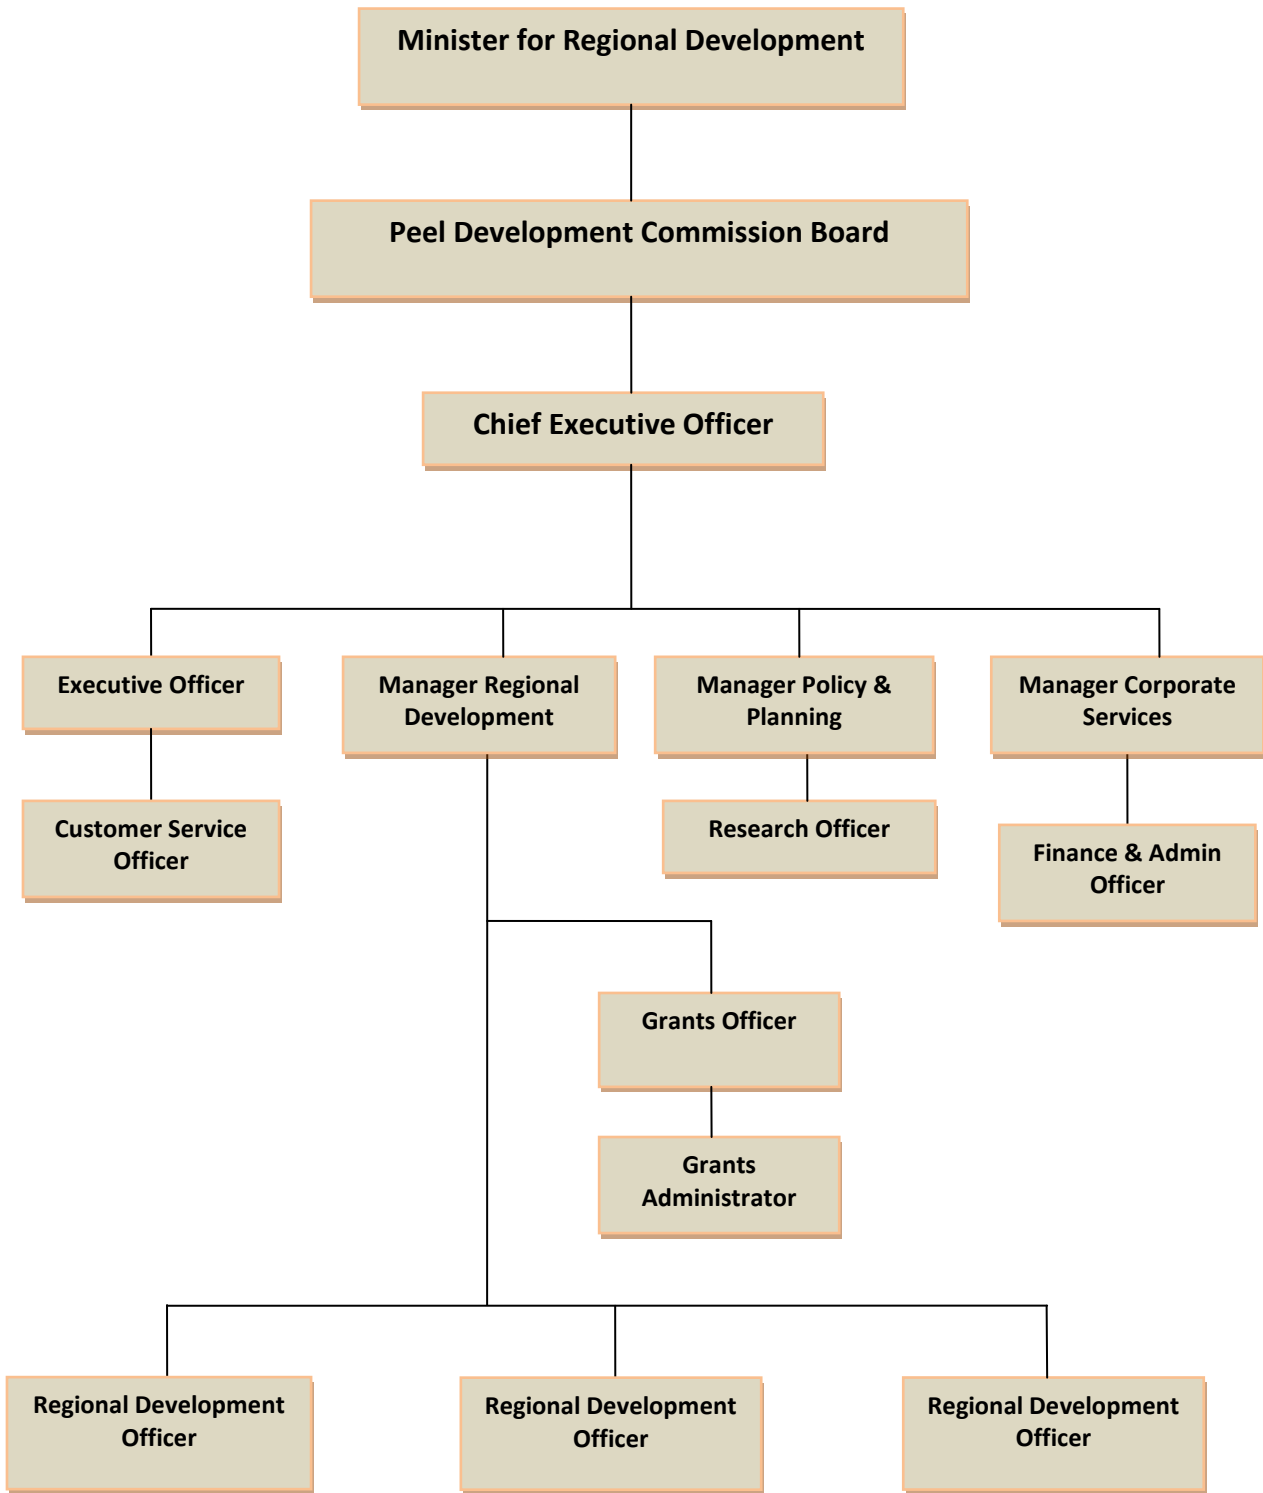 Minister for Regional Development
Peel Development Commission Board
Chief Executive Officer
Executive Officer
Manager Regional
Development
Manager Policy &
Planning
Manager Corporate
Services
Customer Service
Officer
Research Officer
Finance & Admin
Officer
Grants Officer
Grants
Administrator
Regional Development
Officer
Regional Development
Officer
Regional Development
Officer